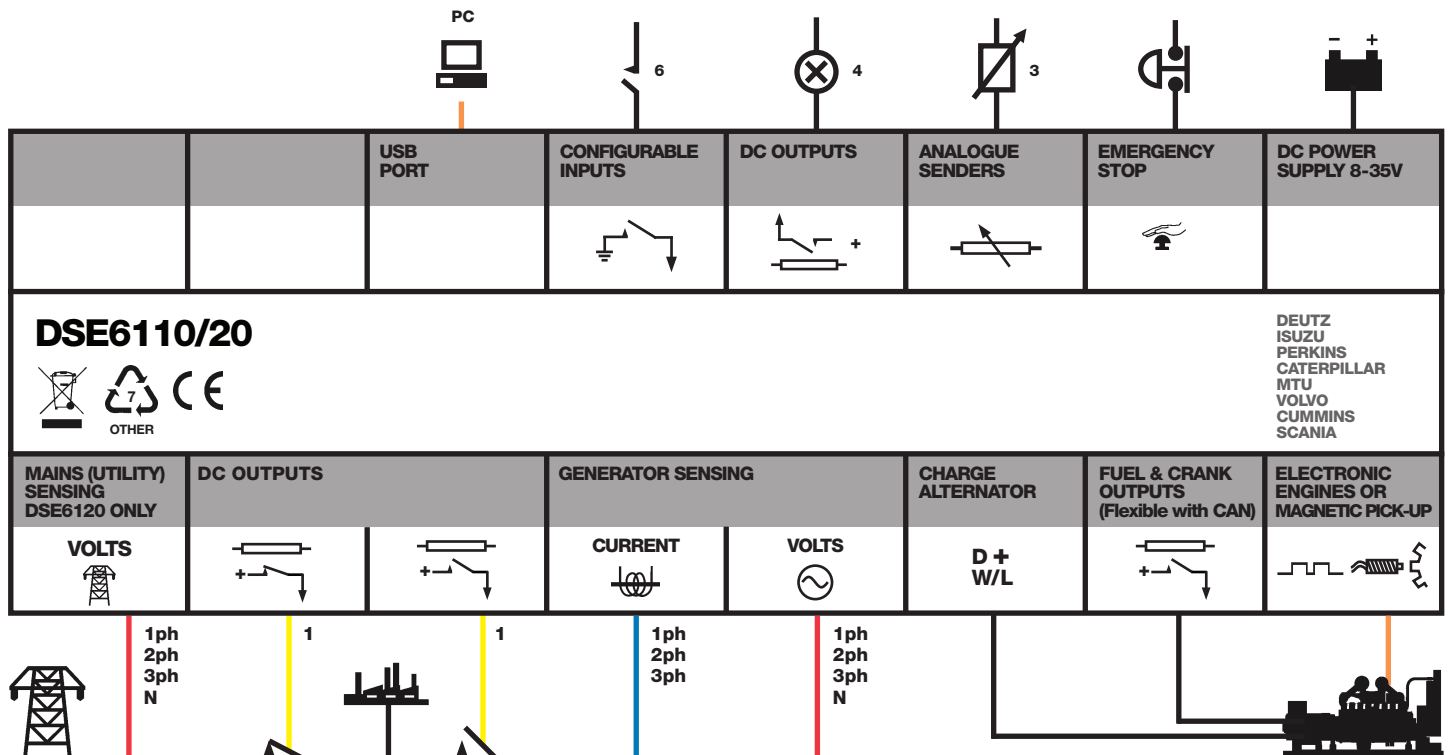 PC
6
4
3
- +
USB
PORT
CONFIGURABLE
INPUTS
DC OUTPUTS
ANALOGUE
SENDERS
EMERGENCY
STOP
DC POWER
SUPPLY 8-35V
+
DSE6110/20
7
OTHER
CE
DEUTZ
ISUZU
PERKINS
CATERPILLAR
MTU
VOLVO
CUMMINS
SCANIA
MAINS (UTILITY)
SENSING
DSE6120 ONLY
DC OUTPUTS
GENERATOR SENSING
CHARGE
ALTERNATOR
FUEL & CRANK
OUTPUTS
(Flexible with CAN)
ELECTRONIC
ENGINES OR
MAGNETIC PICK-UP
VOLTS
+
+
CURRENT
VOLTS
D +
W/L
+
1ph
2ph
3ph
N
1
1
1ph
2ph
3ph
1ph
2ph
3ph
N